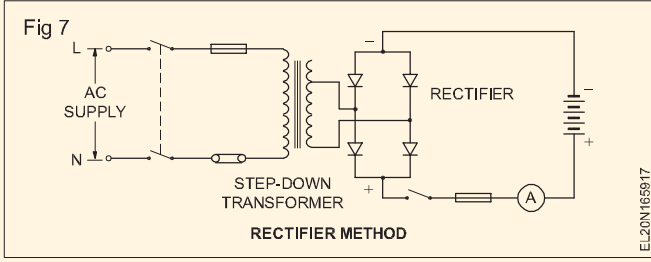 Fig 7
L
AC
SUPPLY
N
STEP-DOWN
TRANSFORMER
−
RECTIFIER
+
A
−
+
RECTIFIER METHOD
EL20N165917